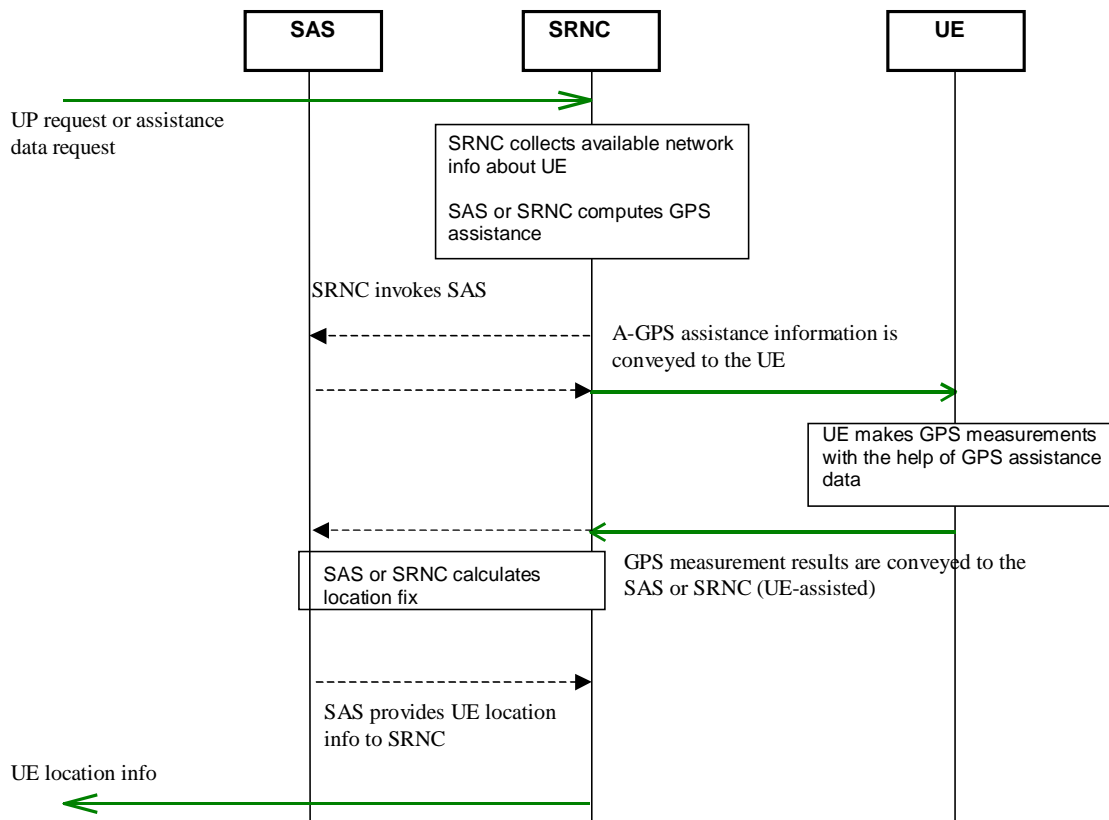 SAS
SRNC
UE
UP request or assistance
data request
SRNC collects available network
info about UE
SAS or SRNC computes GPS
assistance
SRNC invokes SAS
A-GPS assistance information is
conveyed to the UE
UE makes GPS measurements
with the help of GPS assistance
data
GPS measurement results are conveyed to the
SAS or SRNC (UE-assisted)
SAS or SRNC calculates
location fix
SAS provides UE location
info to SRNC
UE location info